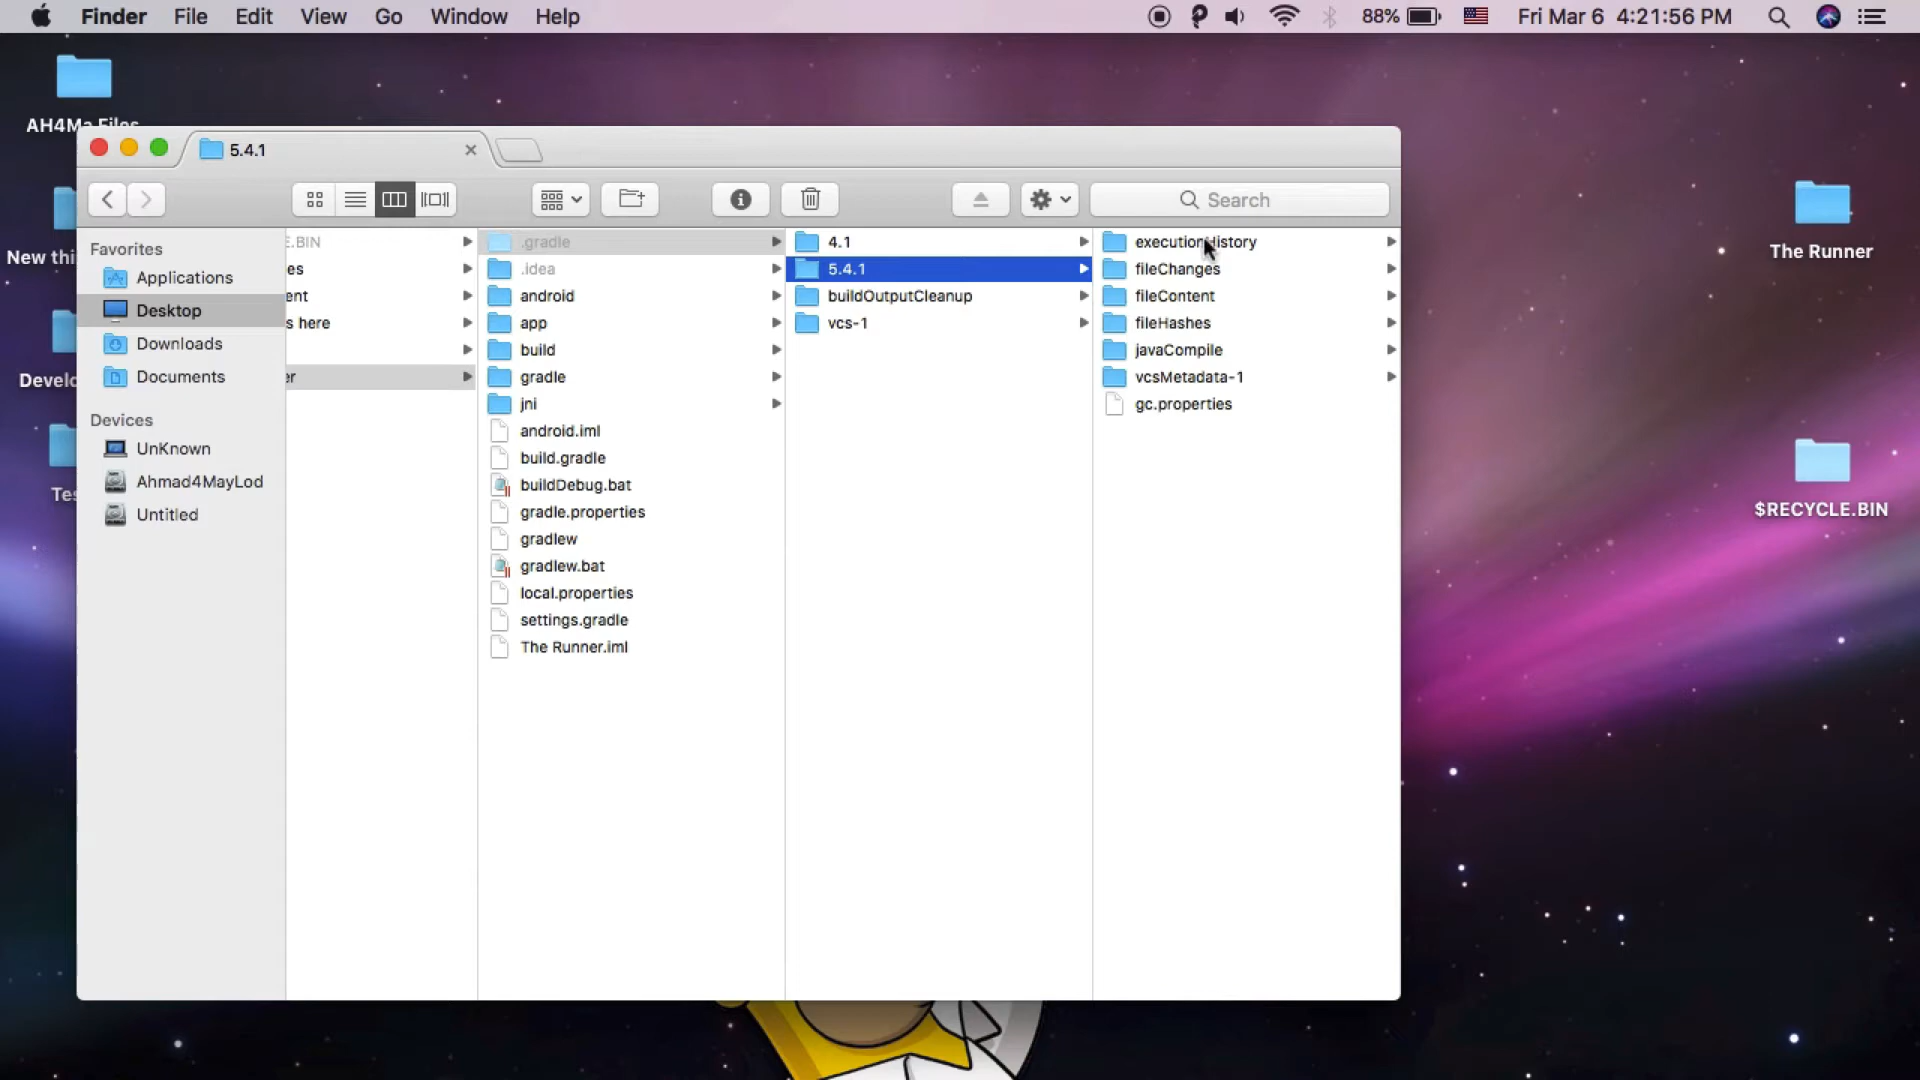 Finder File Edit View Go Window Help 88% Fri Mar 6 4:21:56 PM
AH4Ma Files
The Runner
$RECYCLE.BIN
New thi
Develo
Tes
5.4.1
Search
Favorites
Applications
Desktop
Downloads
Documents
Devices
UnKnown
Ahmad4MayLod
Untitled
E.BIN
es
ent
s here
er
.gradle
.idea
android
app
build
gradle
jni
android.iml
build.gradle
buildDebug.bat
gradle.properties
gradlew
gradlew.bat
local.properties
settings.gradle
The Runner.iml
4.1
5.4.1
buildOutputCleanup
vcs-1
executionHistory
fileChanges
fileContent
fileHashes
javaCompile
vcsMetadata-1
gc.properties